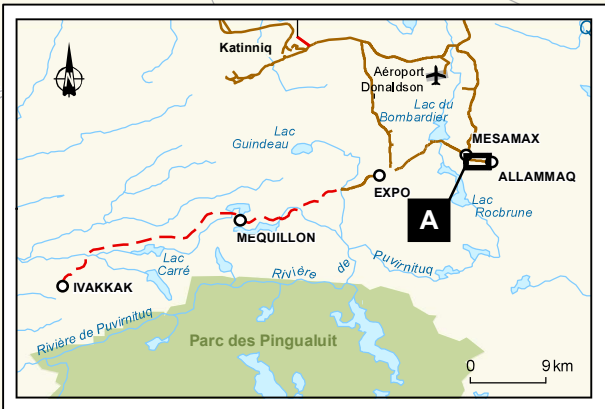 Katinniq
Aéroport
Donaldson
Lac du
Bombardier
Lac
Guindeau
MESAMAX
ALLAMMAQ
EXPO
Lac
Rocbrune
A
MEQUILLON
Rivière de Puvirnituq
Lac
Carré
IVAKKAK
Rivière de Puvirnituq
Parc des Pingualuit
0 9 km